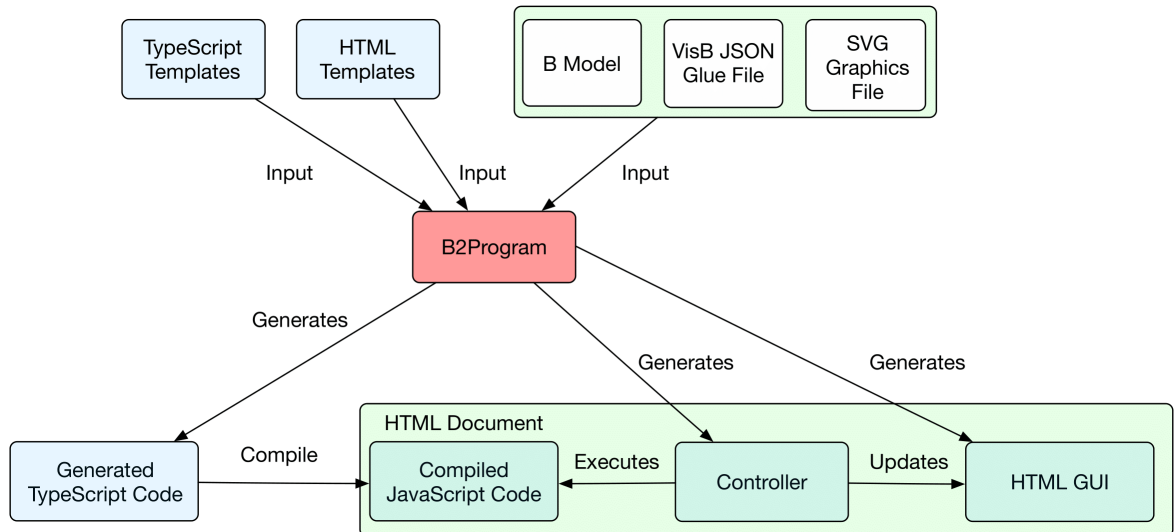 TypeScript
Templates
HTML
Templates
B Model
VisB JSON
Glue File
SVG
Graphics
File
Input
Input
Input
B2Program
Generates
Generates
Generates
HTML Document
Generated
TypeScript Code
Compile
Compiled
JavaScript Code
Executes
Controller
Updates
HTML GUI